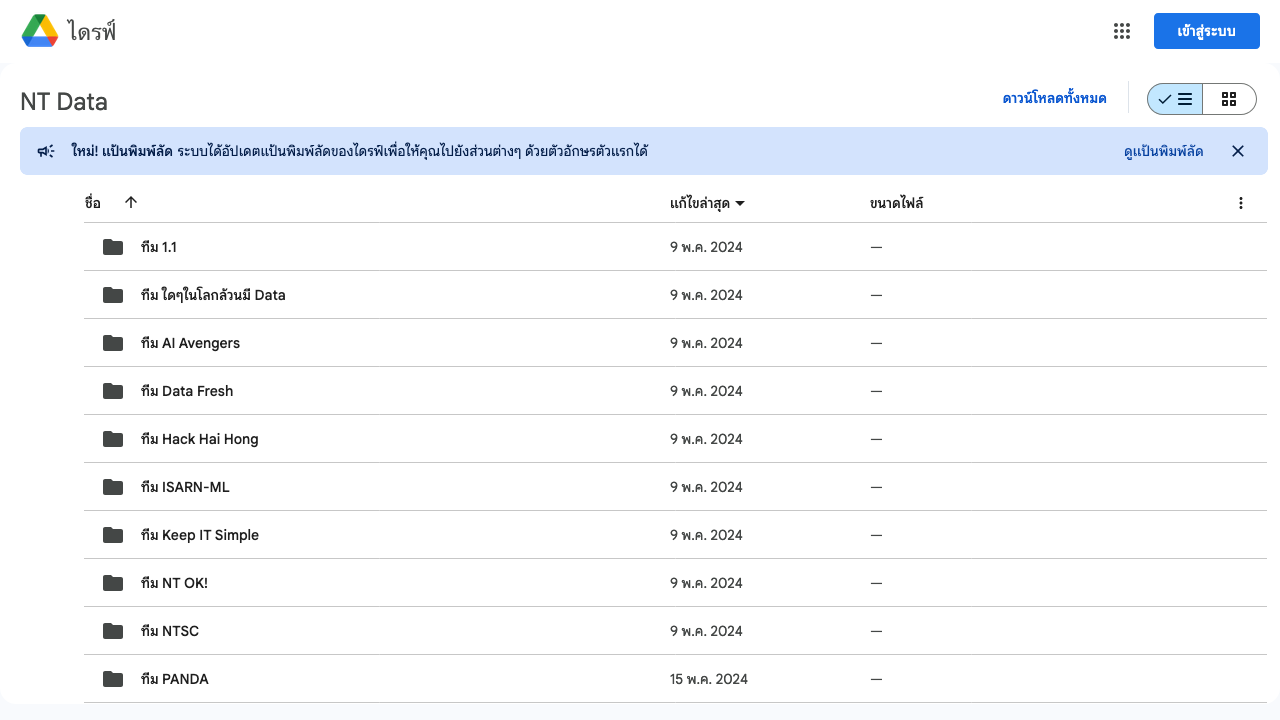 ไดรฟ์
เข้าสู่ระบบ
NT Data
ดาวน์โหลดทั้งหมด
ใหม่! แป้นพิมพ์ลัด ระบบได้อัปเดตแป้นพิมพ์ลัดของไดรฟ์เพื่อให้คุณไปยังส่วนต่างๆ ด้วยตัวอักษรตัวแรกได้ ดูแป้นพิมพ์ลัด
ชื่อ แก้ไขล่าสุด ขนาดไฟล์
ทีม 1.1 9 พ.ค. 2024 —
ทีม ใดๆในโลกล้วนมี Data 9 พ.ค. 2024 —
ทีม AI Avengers 9 พ.ค. 2024 —
ทีม Data Fresh 9 พ.ค. 2024 —
ทีม Hack Hai Hong 9 พ.ค. 2024 —
ทีม ISARN-ML 9 พ.ค. 2024 —
ทีม Keep IT Simple 9 พ.ค. 2024 —
ทีม NT OK! 9 พ.ค. 2024 —
ทีม NTSC 9 พ.ค. 2024 —
ทีม PANDA 15 พ.ค. 2024 —